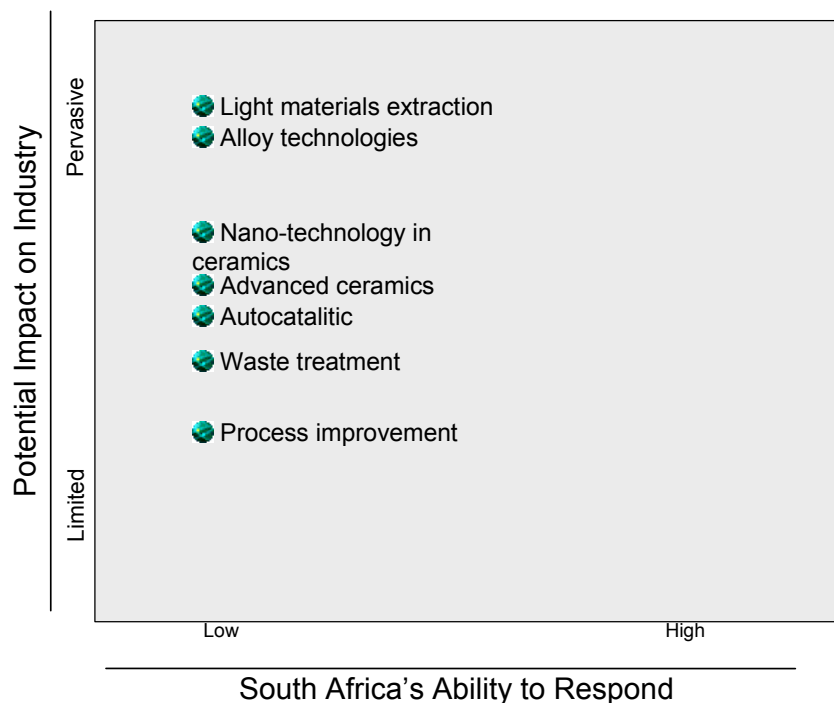 Potential Impact on Industry
Pervasive
Limited
Light materials extraction
Alloy technologies
Nano-technology in
ceramics
Advanced ceramics
Autocatalitic
Waste treatment
Process improvement
Low
High
South Africa’s Ability to Respond